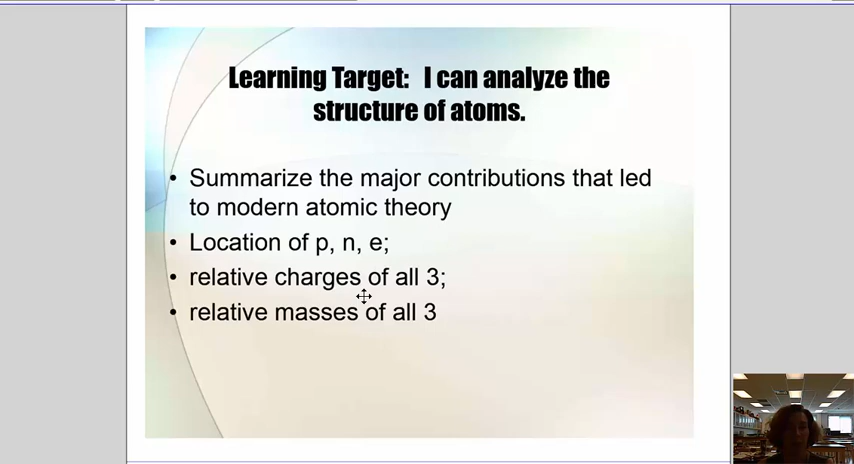 Learning Target:   I can analyze the
structure of atoms.
• Summarize the major contributions that led
to modern atomic theory
• Location of p, n, e;
• relative charges of all 3;
• relative masses of all 3